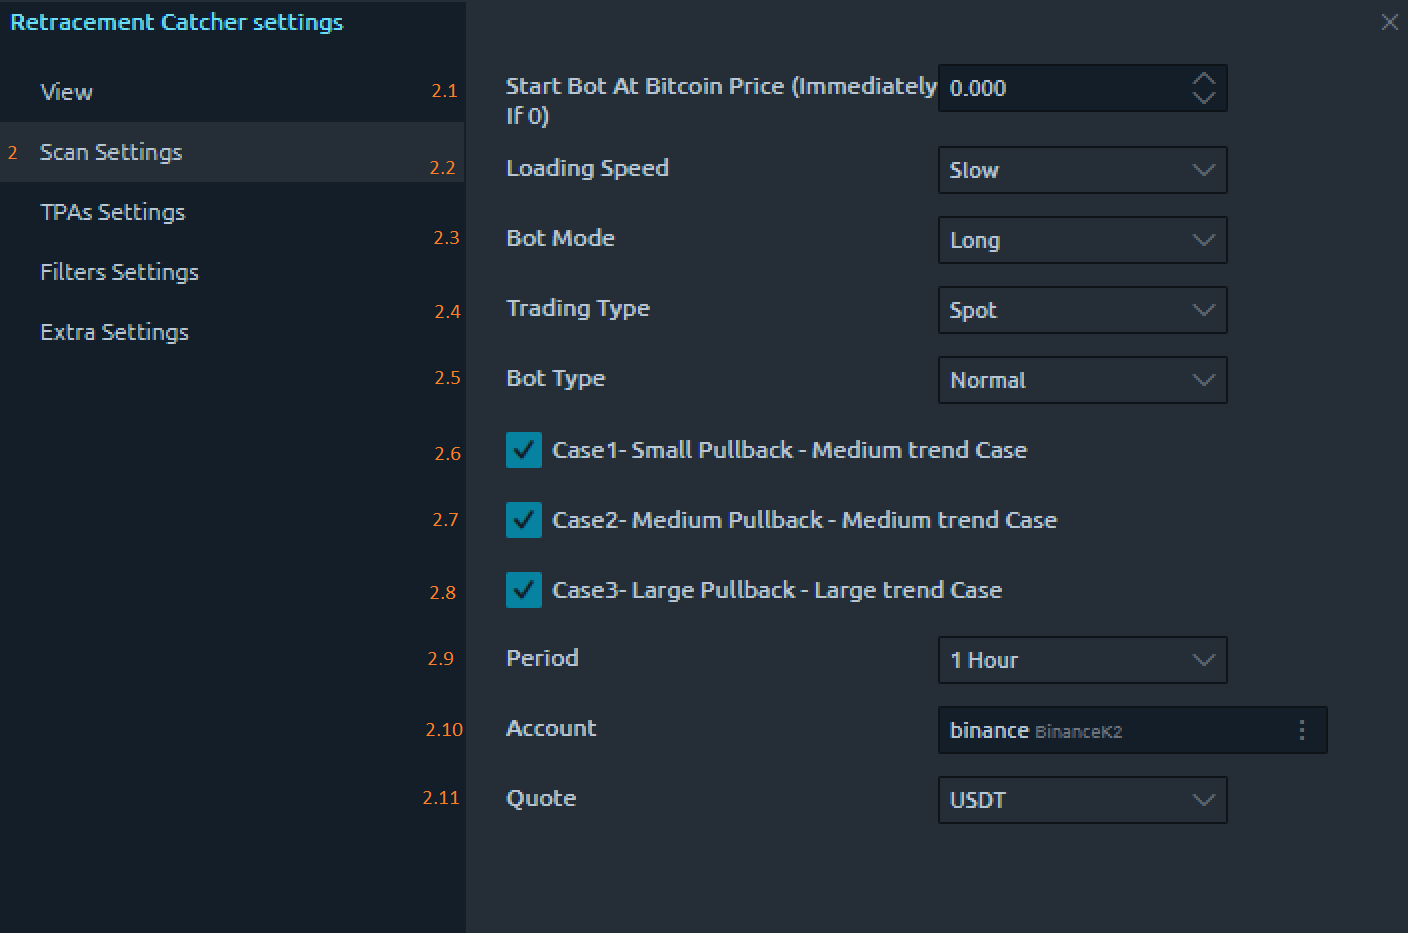 Retracement Catcher settings
View
2 Scan Settings
TPAs Settings
Filters Settings
Extra Settings
2.1 Start Bot At Bitcoin Price (Immediately 0.000
If 0)
2.2 Loading Speed Slow
2.3 Bot Mode Long
2.4 Trading Type Spot
2.5 Bot Type Normal
2.6 Case1- Small Pullback - Medium trend Case
2.7 Case2- Medium Pullback - Medium trend Case
2.8 Case3- Large Pullback - Large trend Case
2.9 Period 1 Hour
2.10 Account binance BinanceK2
2.11 Quote USDT